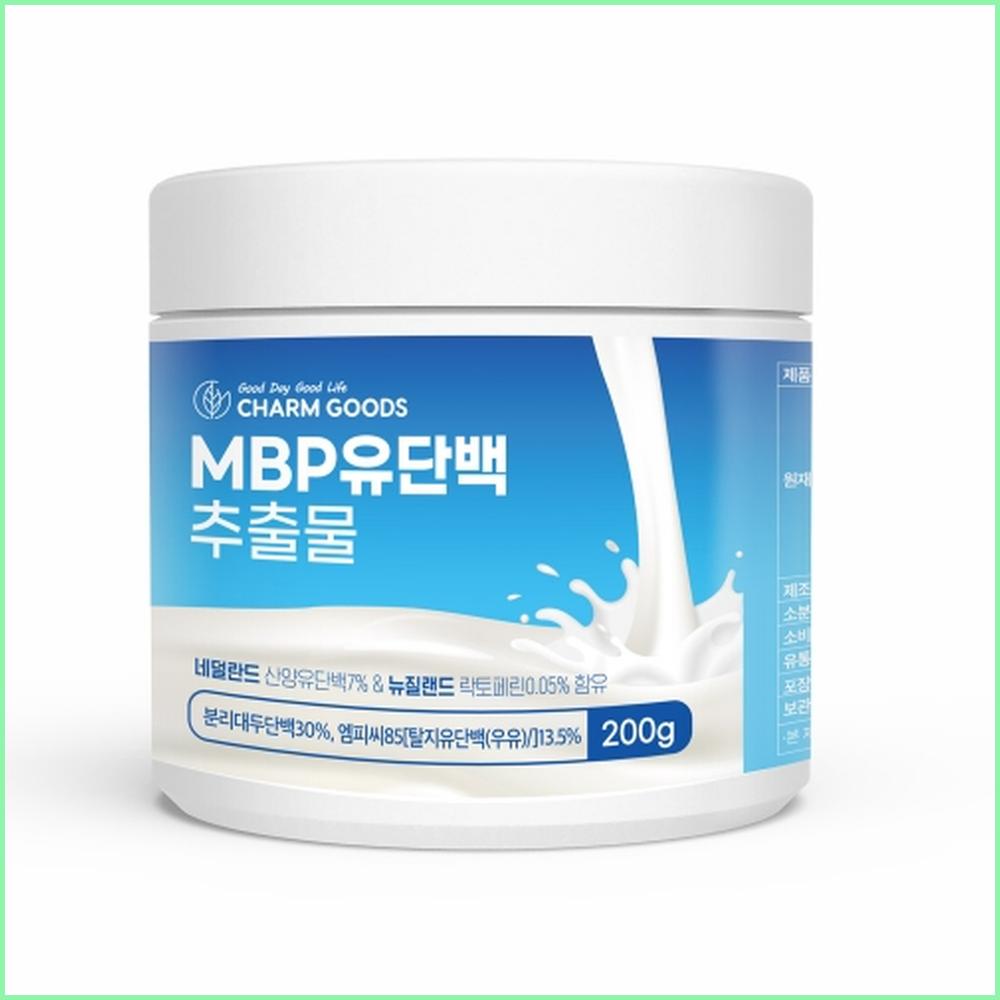 Good Day Good Life
CHARM GOODS
MBP유단백
추출물
네덜란드 산양유단백7% & 뉴질랜드 락토페린0.05% 함유
분리대두단백30%, 엠피씨85[탈지유단백(우유)/]13.5%
200g
제품
원재
제조
소분
소비
유통
포장
보관
·본 제